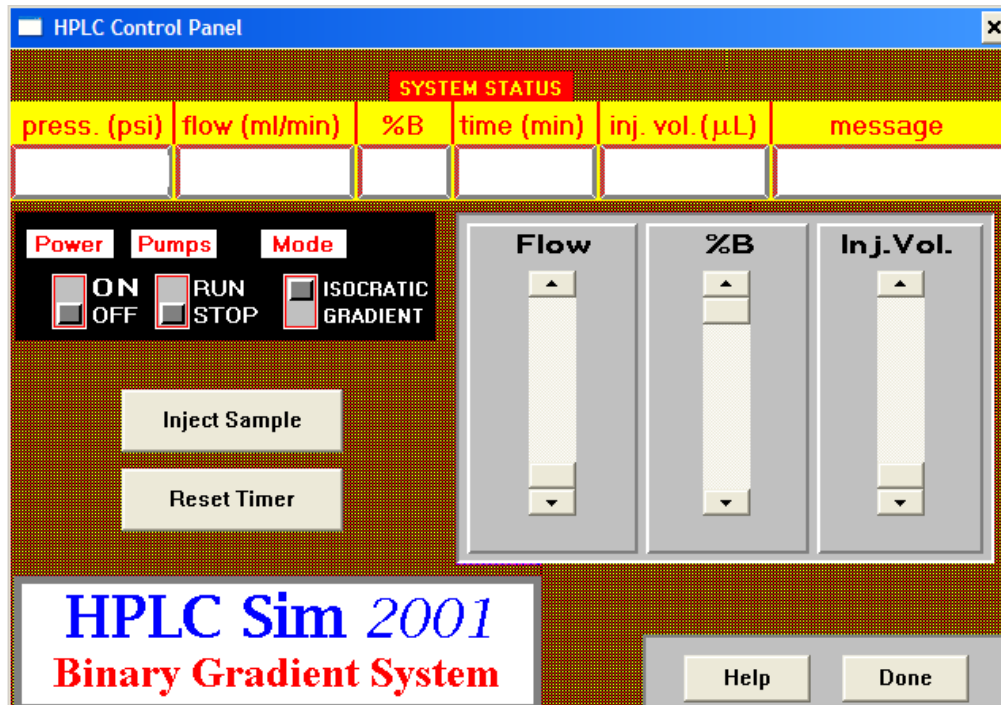 HPLC Control Panel
SYSTEM STATUS
press. (psi) flow (ml/min) %B time (min) inj. vol.(µL) message
Power Pumps Mode
ON RUN ISOCRATIC
OFF STOP GRADIENT
Flow %B Inj.Vol.
Inject Sample
Reset Timer
HPLC Sim 2001
Binary Gradient System
Help Done